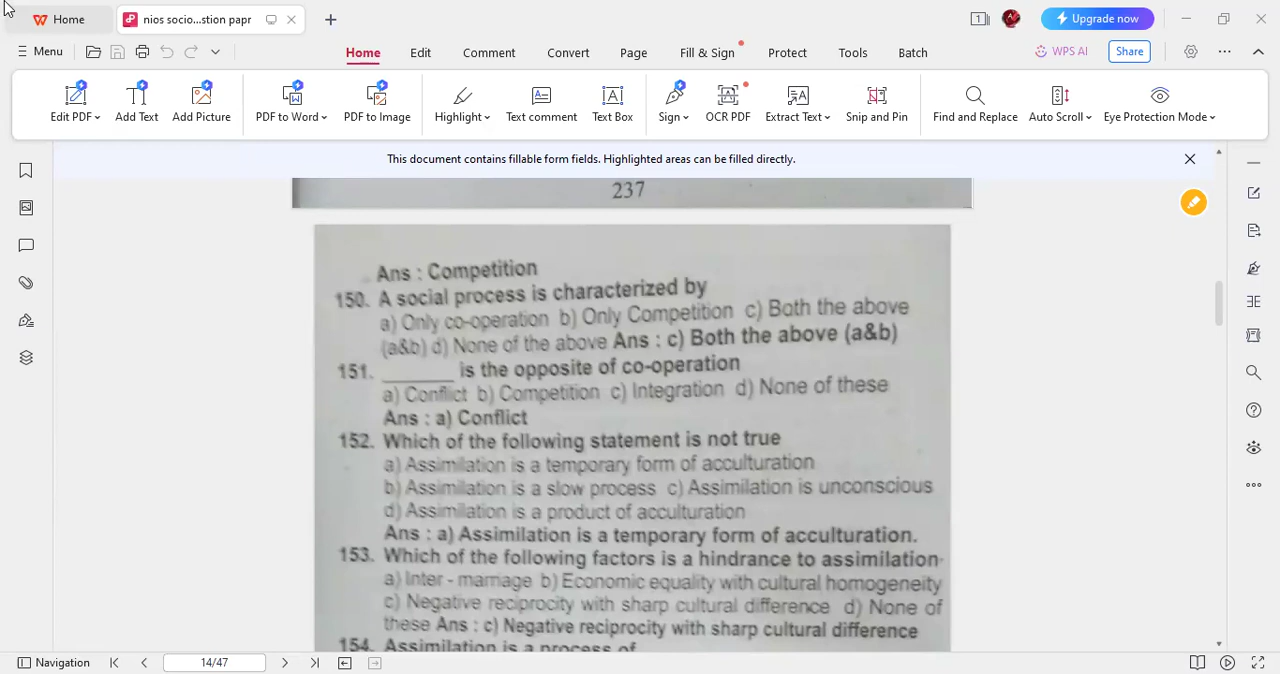 Home
nios socio...stion papr
1
Upgrade now
Menu
Home Edit Comment Convert Page Fill & Sign Protect Tools Batch
WPS AI
Share
Edit PDF Add Text Add Picture PDF to Word PDF to Image Highlight Text comment Text Box Sign OCR PDF Extract Text Snip and Pin Find and Replace Auto Scroll Eye Protection Mode
This document contains fillable form fields. Highlighted areas can be filled directly.
237
Ans : Competition
150. A social process is characterized by
a) Only co-operation b) Only Competition c) Both the above
(a&b) d) None of the above Ans : c) Both the above (a&b)
151. ______ is the opposite of co-operation
a) Conflict b) Competition c) Integration d) None of these
Ans : a) Conflict
152. Which of the following statement is not true
a) Assimilation is a temporary form of acculturation
b) Assimilation is a slow process c) Assimilation is unconscious
d) Assimilation is a product of acculturation
Ans : a) Assimilation is a temporary form of acculturation.
153. Which of the following factors is a hindrance to assimilation
a) Inter - marriage b) Economic equality with cultural homogeneity
c) Negative reciprocity with sharp cultural difference d) None of
these Ans : c) Negative reciprocity with sharp cultural difference
154. Assimilation is a process of
Navigation
14/47